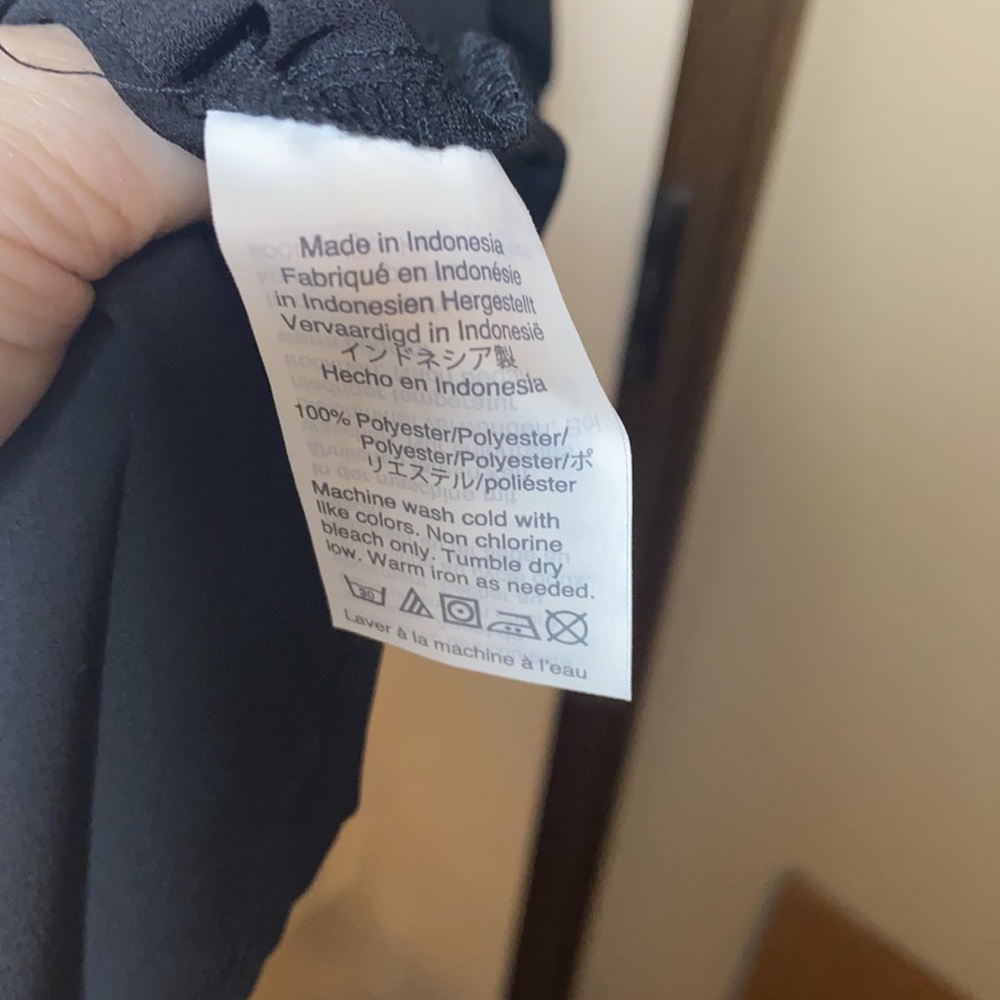 Made in Indonesia
Fabriqué en Indonésie
in Indonesien Hergestellt
Vervaardigd in Indonesië
インドネシア製
Hecho en Indonesia
100% Polyester/Polyester/
Polyester/Polyester/ポ
リエステル/poliéster
Machine wash cold with
like colors. Non chlorine
bleach only. Tumble dry
low. Warm iron as needed.
30
Laver à la machine à l'eau